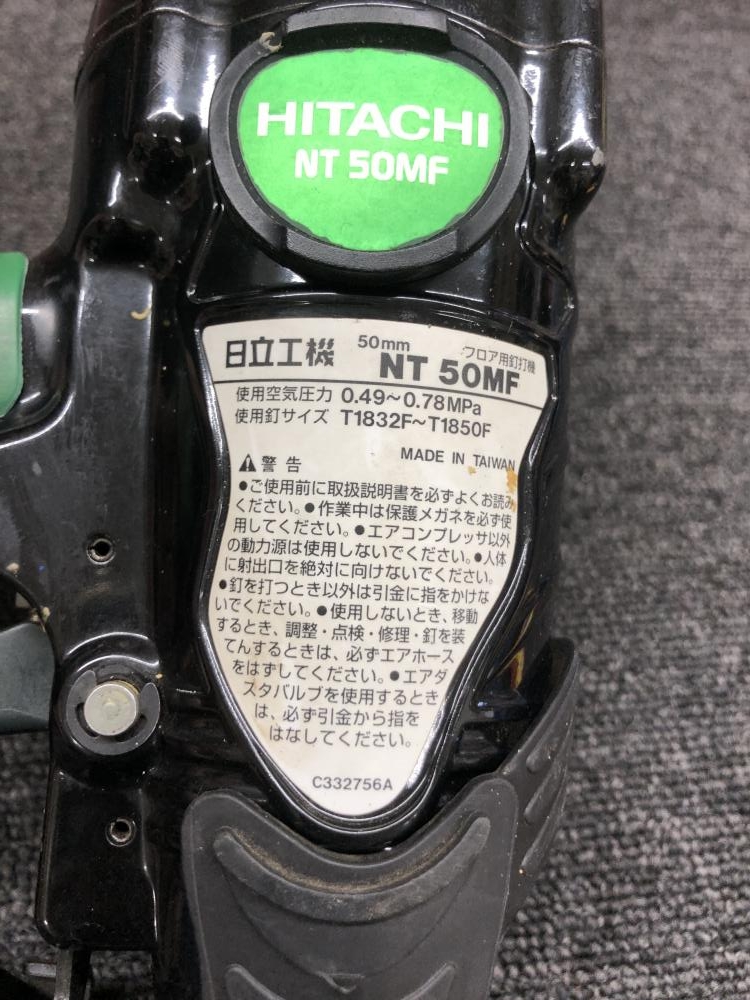 HITACHI
NT 50MF
日立工機 50mm フロア用釘打機
NT 50MF
使用空気圧力 0.49～0.78MPa
使用釘サイズ T1832F～T1850F
MADE IN TAIWAN
⚠警告
●ご使用前に取扱説明書を必ずよくお読み
ください。●作業中は保護メガネを必ず使
用してください。●エアコンプレッサ以外
の動力源は使用しないでください。●人体
に射出口を絶対に向けないでください。
●釘を打つとき以外は引金に指をかけな
いでください。●使用しないとき、移動
するとき、調整・点検・修理・釘を装
てんするときは、必ずエアホース
をはずしてください。●エアダ
スタバルブを使用するとき
は、必ず引金から指を
はなしてください。
C332756A